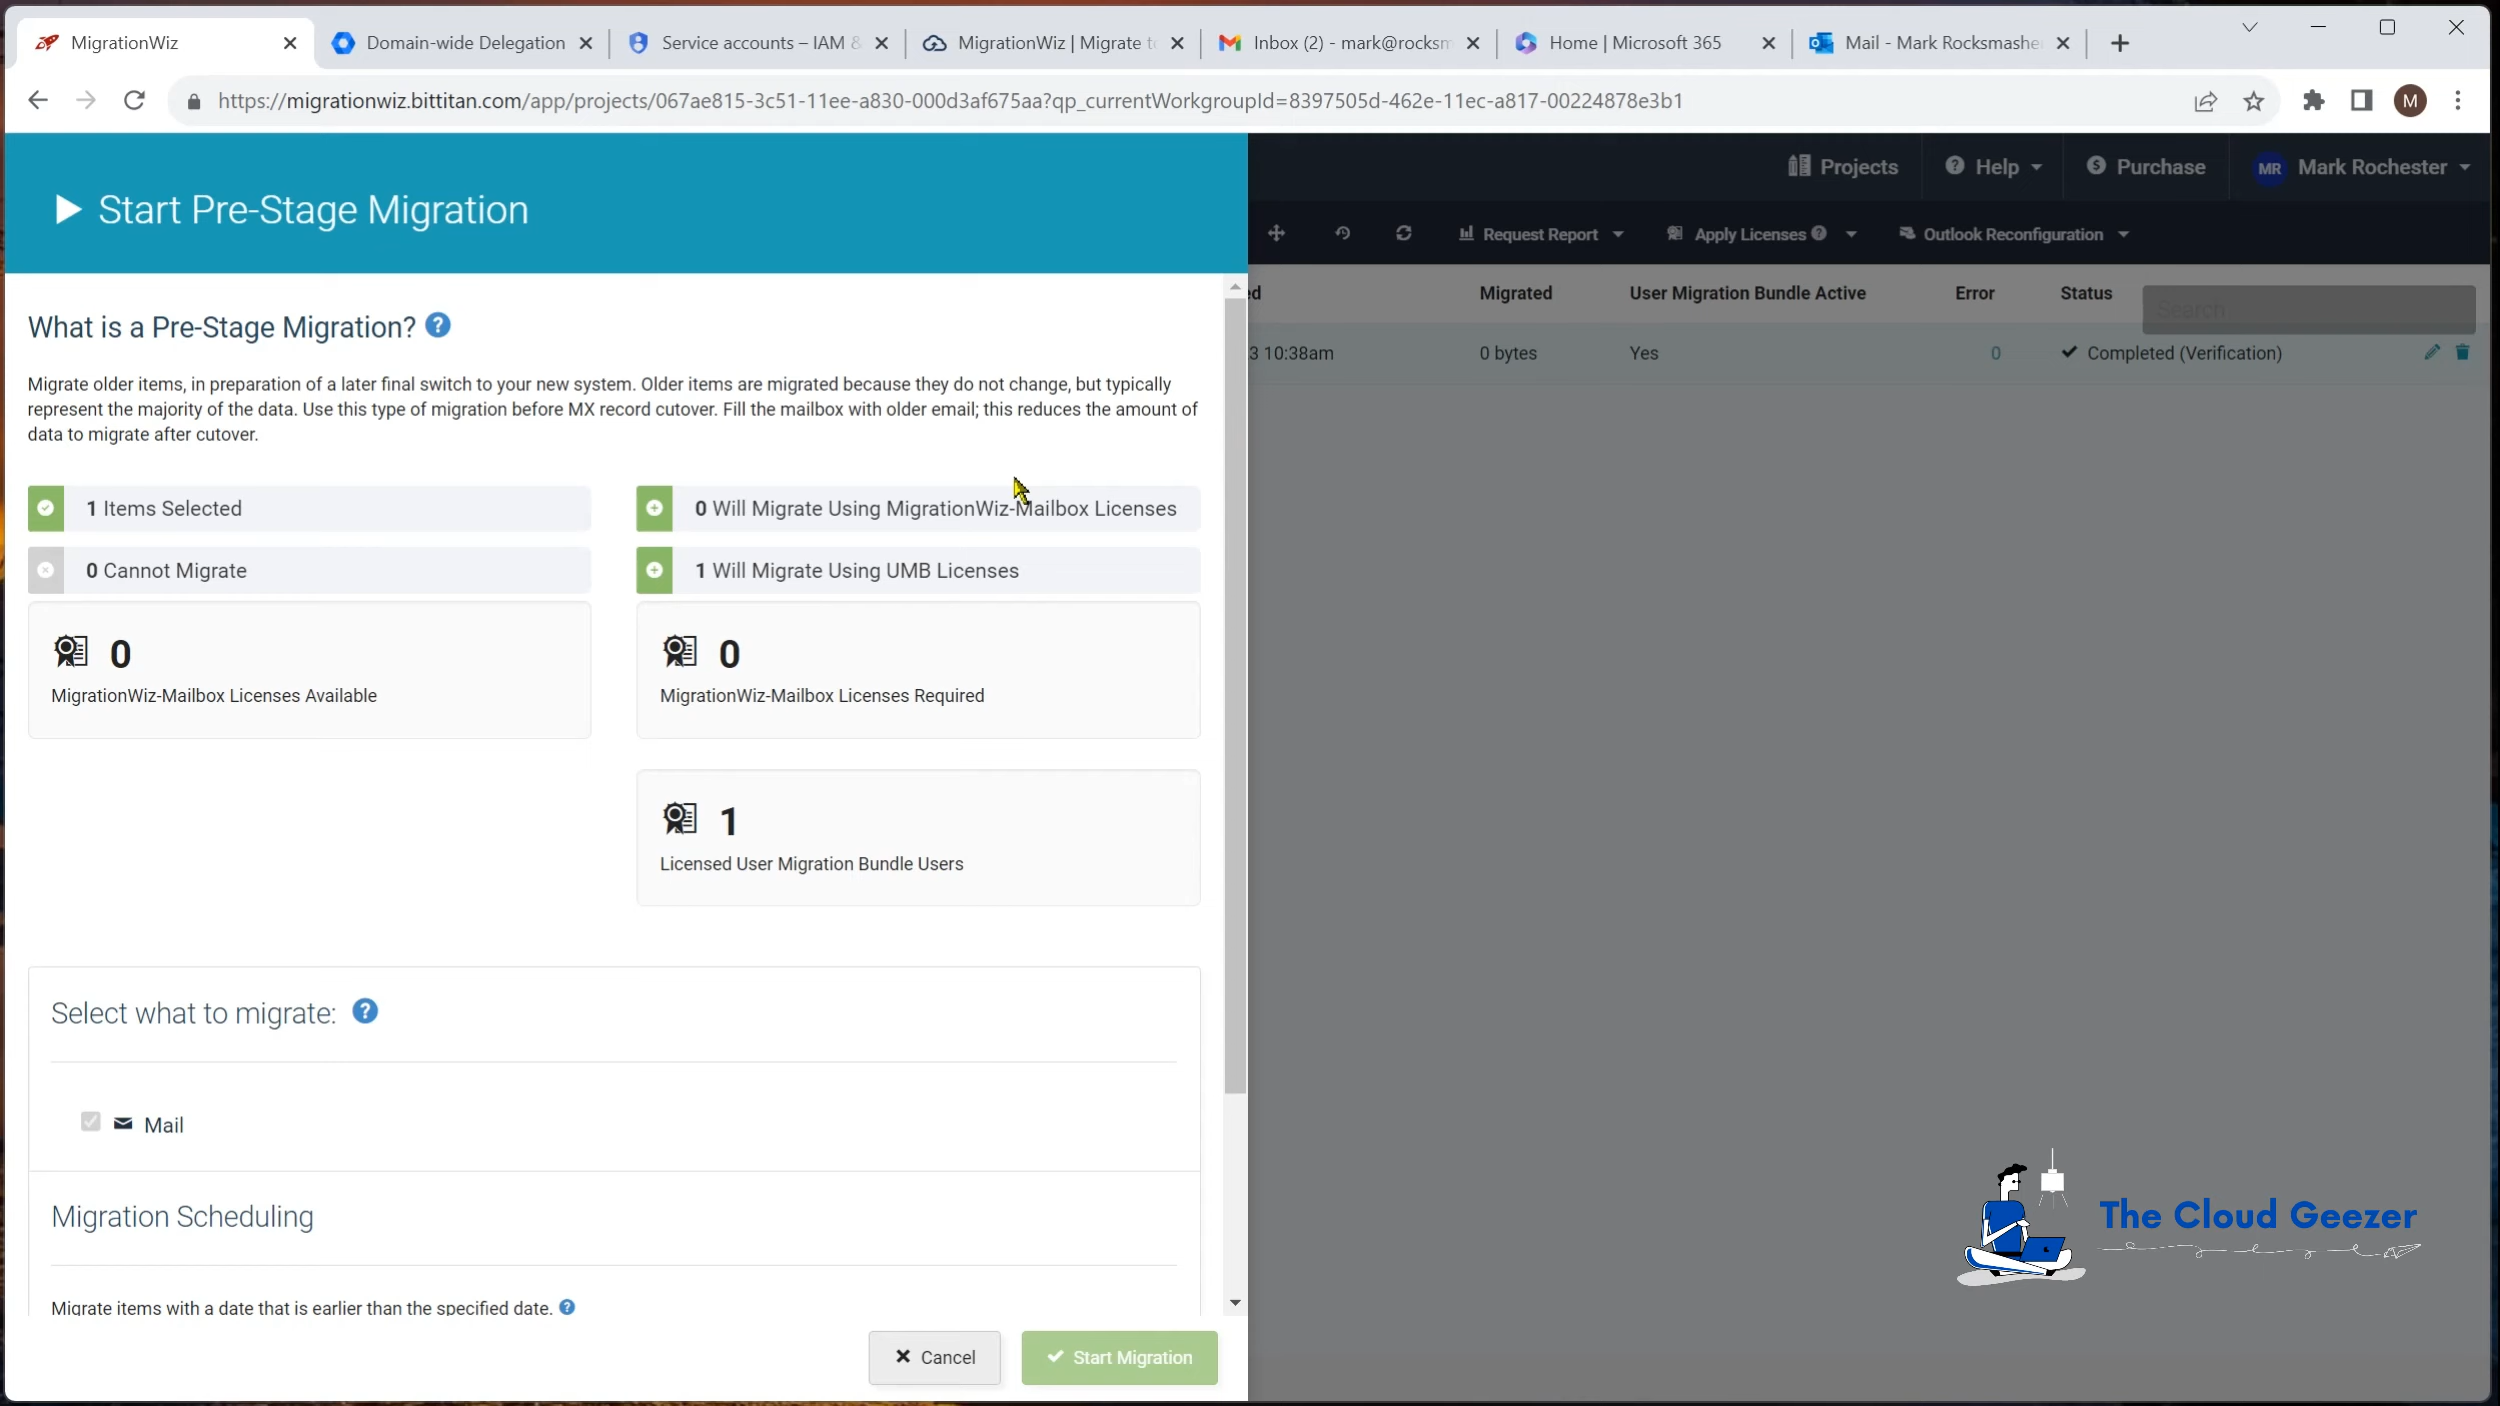 MigrationWiz
Domain-wide Delegation
Service accounts – IAM &
MigrationWiz | Migrate to
Inbox (2) - mark@rocksm
Home | Microsoft 365
Mail - Mark Rocksmashe
https://migrationwiz.bittitan.com/app/projects/067ae815-3c51-11ee-a830-000d3af675aa?qp_currentWorkgroupId=8397505d-462e-11ec-a817-00224878e3b1
M
Start Pre-Stage Migration
Projects
Help
Purchase
MR
Mark Rochester
Request Report
Apply Licenses
Outlook Reconfiguration
ed
Migrated
User Migration Bundle Active
Error
Status
Search
3 10:38am
0 bytes
Yes
0
Completed (Verification)
What is a Pre-Stage Migration?
Migrate older items, in preparation of a later final switch to your new system. Older items are migrated because they do not change, but typically
represent the majority of the data. Use this type of migration before MX record cutover. Fill the mailbox with older email; this reduces the amount of
data to migrate after cutover.
1 Items Selected
0 Will Migrate Using MigrationWiz-Mailbox Licenses
0 Cannot Migrate
1 Will Migrate Using UMB Licenses
0
MigrationWiz-Mailbox Licenses Available
0
MigrationWiz-Mailbox Licenses Required
1
Licensed User Migration Bundle Users
Select what to migrate:
Mail
Migration Scheduling
Migrate items with a date that is earlier than the specified date.
Cancel
Start Migration
The Cloud Geezer